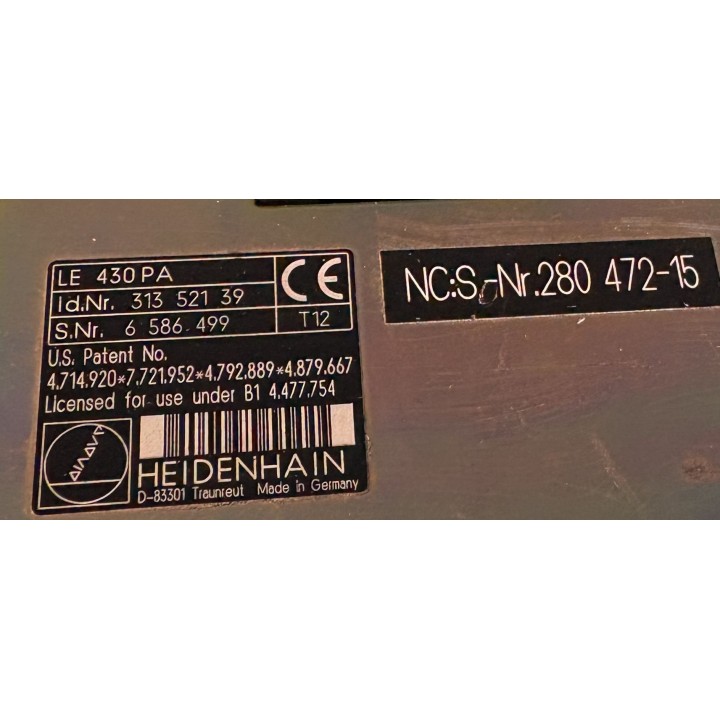 LE 430 PA
CE
Id.Nr. 313 521 39
S.Nr. 6 586 499
T12
U.S. Patent No.
4,714,920*7,721,952*4,792,889*4,879,667
Licensed for use under B1 4,477,754
HEIDENHAIN
D-83301 Traunreut Made in Germany
NC:S.-Nr.280 472-15